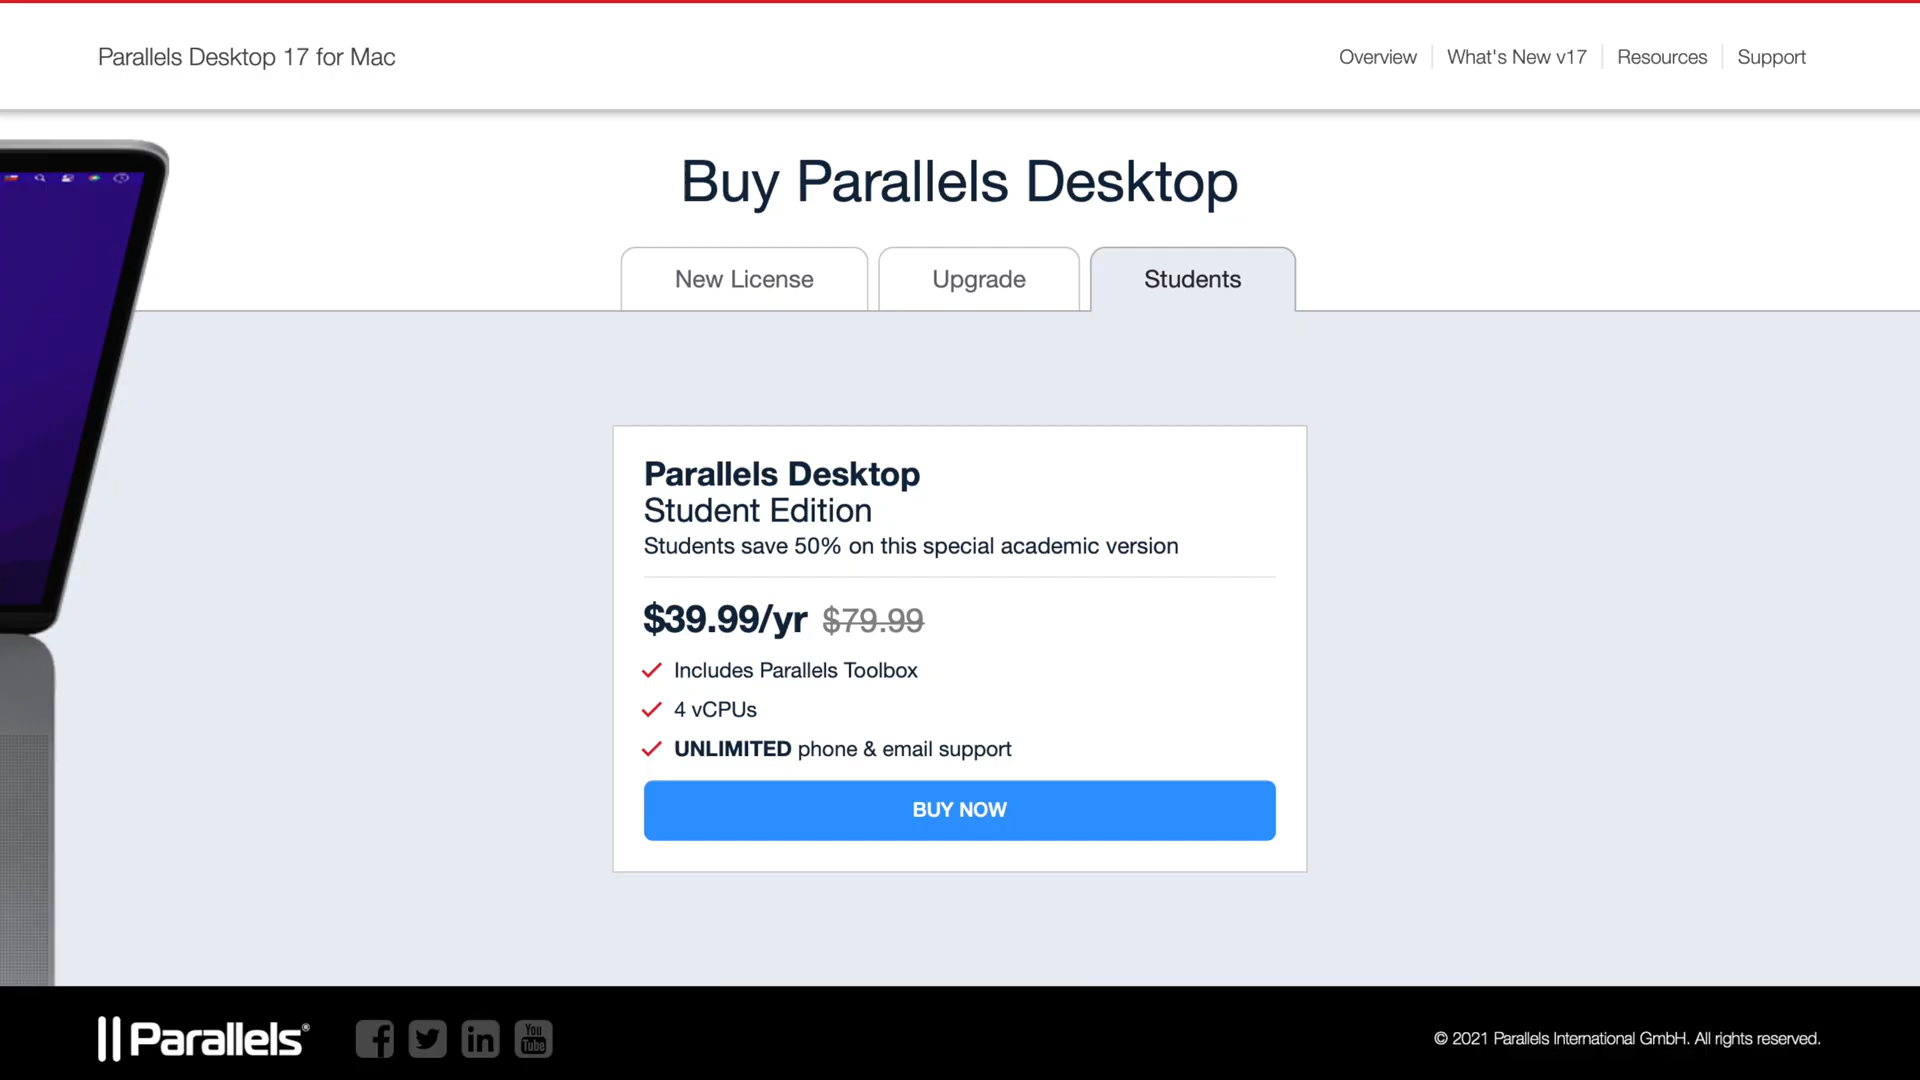 Parallels Desktop 17 for Mac
Overview
What's New v17
Resources
Support
Buy Parallels Desktop
New License
Upgrade
Students
Parallels Desktop
Student Edition
Students save 50% on this special academic version
$39.99/yr $79.99
Includes Parallels Toolbox
4 vCPUs
UNLIMITED phone & email support
BUY NOW
Parallels®
You
Tube
© 2021 Parallels International GmbH. All rights reserved.